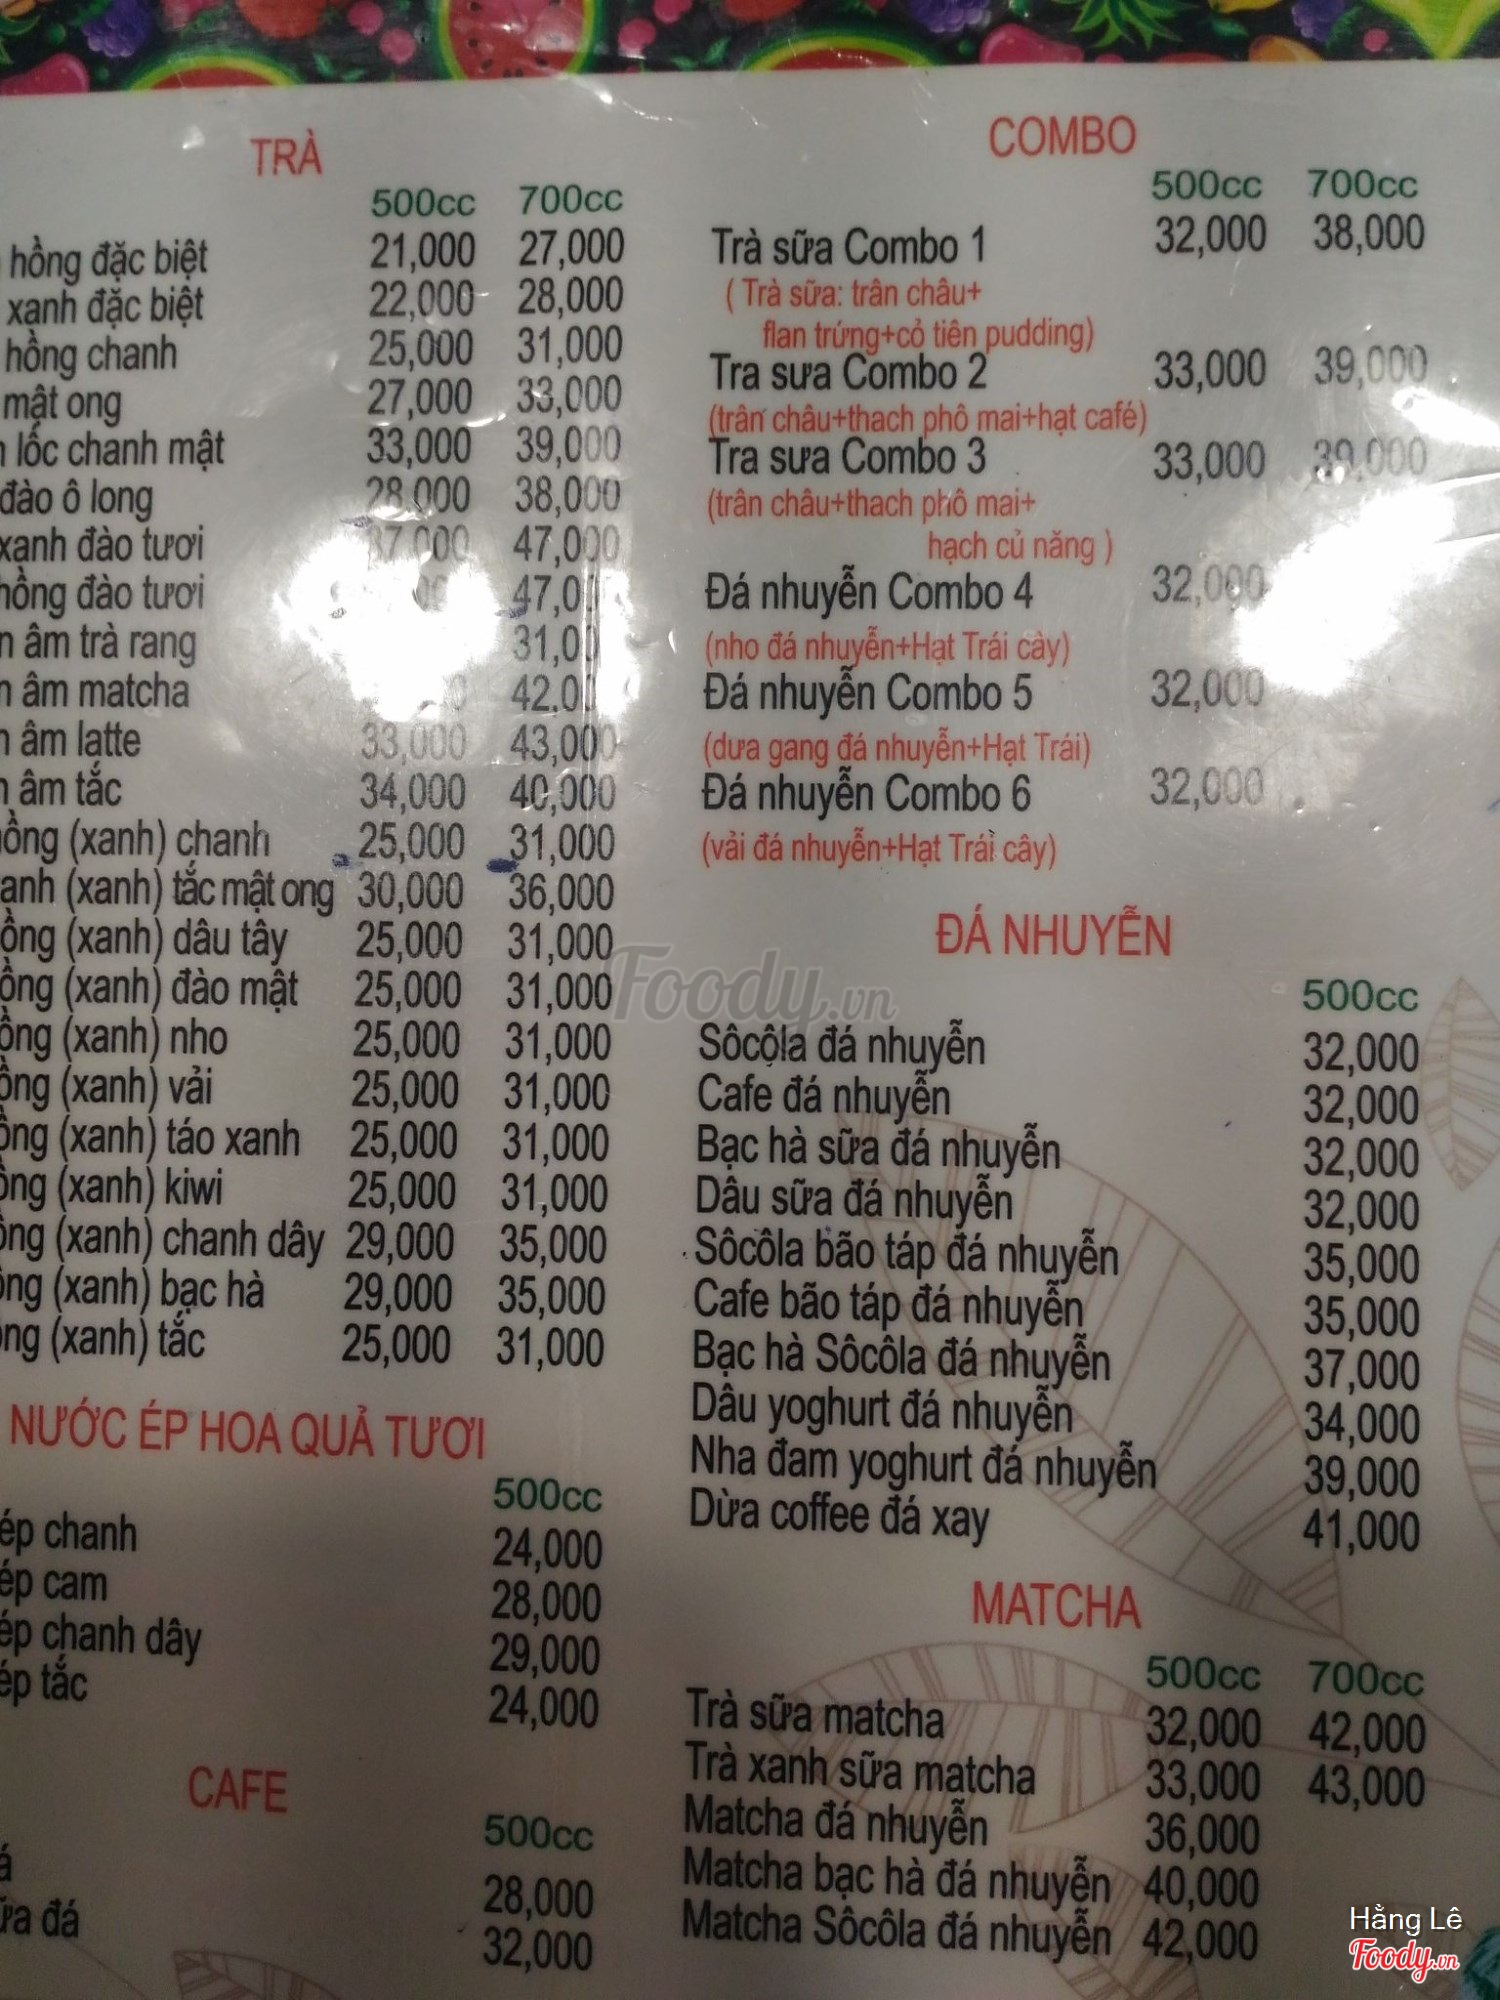 TRÀ
500cc 700cc
hồng đặc biệt 21,000 27,000
xanh đặc biệt 22,000 28,000
hồng chanh 25,000 31,000
mật ong 27,000 33,000
lốc chanh mật 33,000 39,000
đào ô long 28,000 38,000
xanh đào tươi 37,000 47,000
hồng đào tươi 47,0
âm trà rang 31,0
âm matcha 42,0
âm latte 33,000 43,000
âm tắc 34,000 40,000
ồng (xanh) chanh 25,000 31,000
anh (xanh) tắc mật ong 30,000 36,000
ồng (xanh) dâu tây 25,000 31,000
ồng (xanh) đào mật 25,000 31,000
ồng (xanh) nho 25,000 31,000
ồng (xanh) vải 25,000 31,000
ồng (xanh) táo xanh 25,000 31,000
ồng (xanh) kiwi 25,000 31,000
ồng (xanh) chanh dây 29,000 35,000
ồng (xanh) bạc hà 29,000 35,000
ồng (xanh) tắc 25,000 31,000
NƯỚC ÉP HOA QUẢ TƯƠI
500cc
ép chanh 24,000
ép cam 28,000
ép chanh dây 29,000
ép tắc 24,000
CAFE
500cc
á 28,000
ữa đá 32,000
COMBO
500cc 700cc
Trà sữa Combo 1 32,000 38,000
( Trà sữa: trân châu+
flan trứng+cỏ tiên pudding)
Tra sưa Combo 2 33,000 39,000
(trân châu+thach phô mai+hạt café)
Tra sưa Combo 3 33,000 39,000
(trân châu+thach phô mai+
hạch củ năng )
Đá nhuyễn Combo 4 32,000
(nho đá nhuyễn+Hạt Trái cây)
Đá nhuyễn Combo 5 32,000
(dưa gang đá nhuyễn+Hạt Trái)
Đá nhuyễn Combo 6 32,000
(vải đá nhuyễn+Hạt Trái cây)
ĐÁ NHUYỄN
500cc
Sôcôla đá nhuyễn 32,000
Cafe đá nhuyễn 32,000
Bạc hà sữa đá nhuyễn 32,000
Dâu sữa đá nhuyễn 32,000
Sôcôla bão táp đá nhuyễn 35,000
Cafe bão táp đá nhuyễn 35,000
Bạc hà Sôcôla đá nhuyễn 37,000
Dâu yoghurt đá nhuyễn 34,000
Nha đam yoghurt đá nhuyễn 39,000
Dừa coffee đá xay 41,000
MATCHA
500cc 700cc
Trà sữa matcha 32,000 42,000
Trà xanh sữa matcha 33,000 43,000
Matcha đá nhuyễn 36,000
Matcha bạc hà đá nhuyễn 40,000
Matcha Sôcôla đá nhuyễn 42,000
Foody.vn
Hằng Lê
Foody.vn